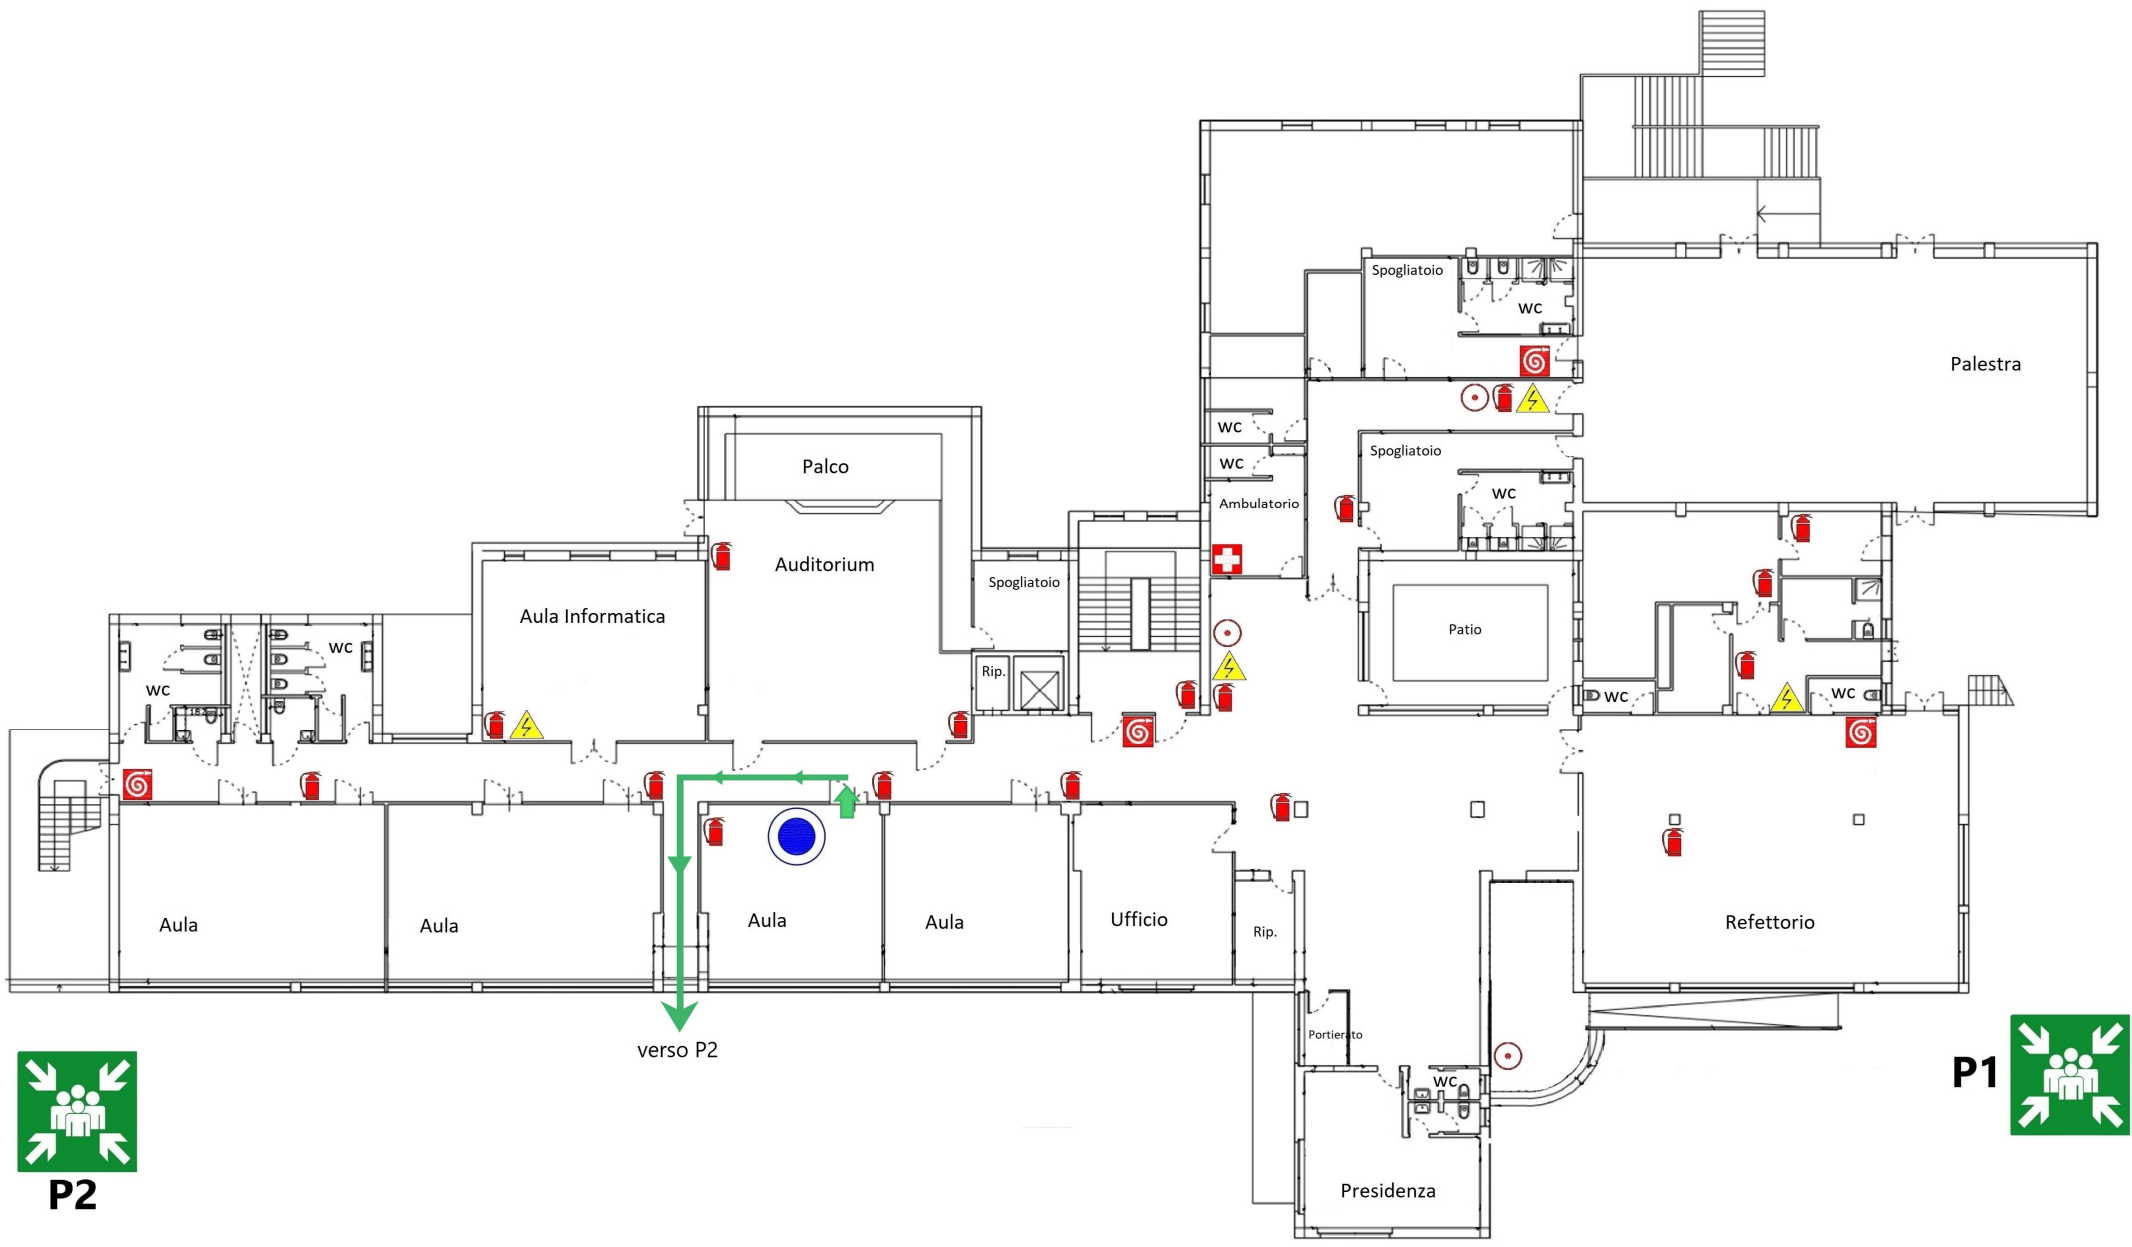 Spogliatoio
WC
Palestra
WC
Spogliatoio
WC
Palco
WC
Ambulatorio
Auditorium
Spogliatoio
Aula Informatica
Patio
WC
Rip.
WC
WC
WC
Aula
Aula
Aula
Aula
Ufficio
Rip.
Refettorio
Portierato
verso P2
P1
WC
P2
Presidenza